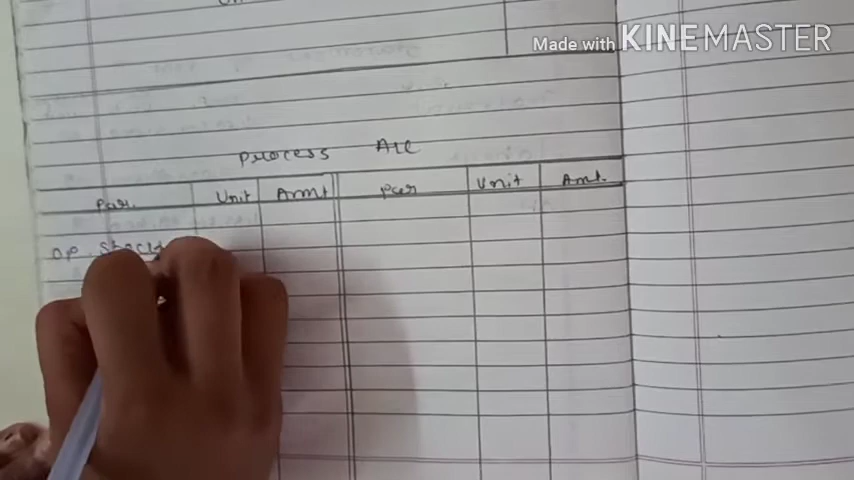 Made with KINEMASTER
Process A/c
Par. Unit Amt Par Unit Amt.
OP Stock